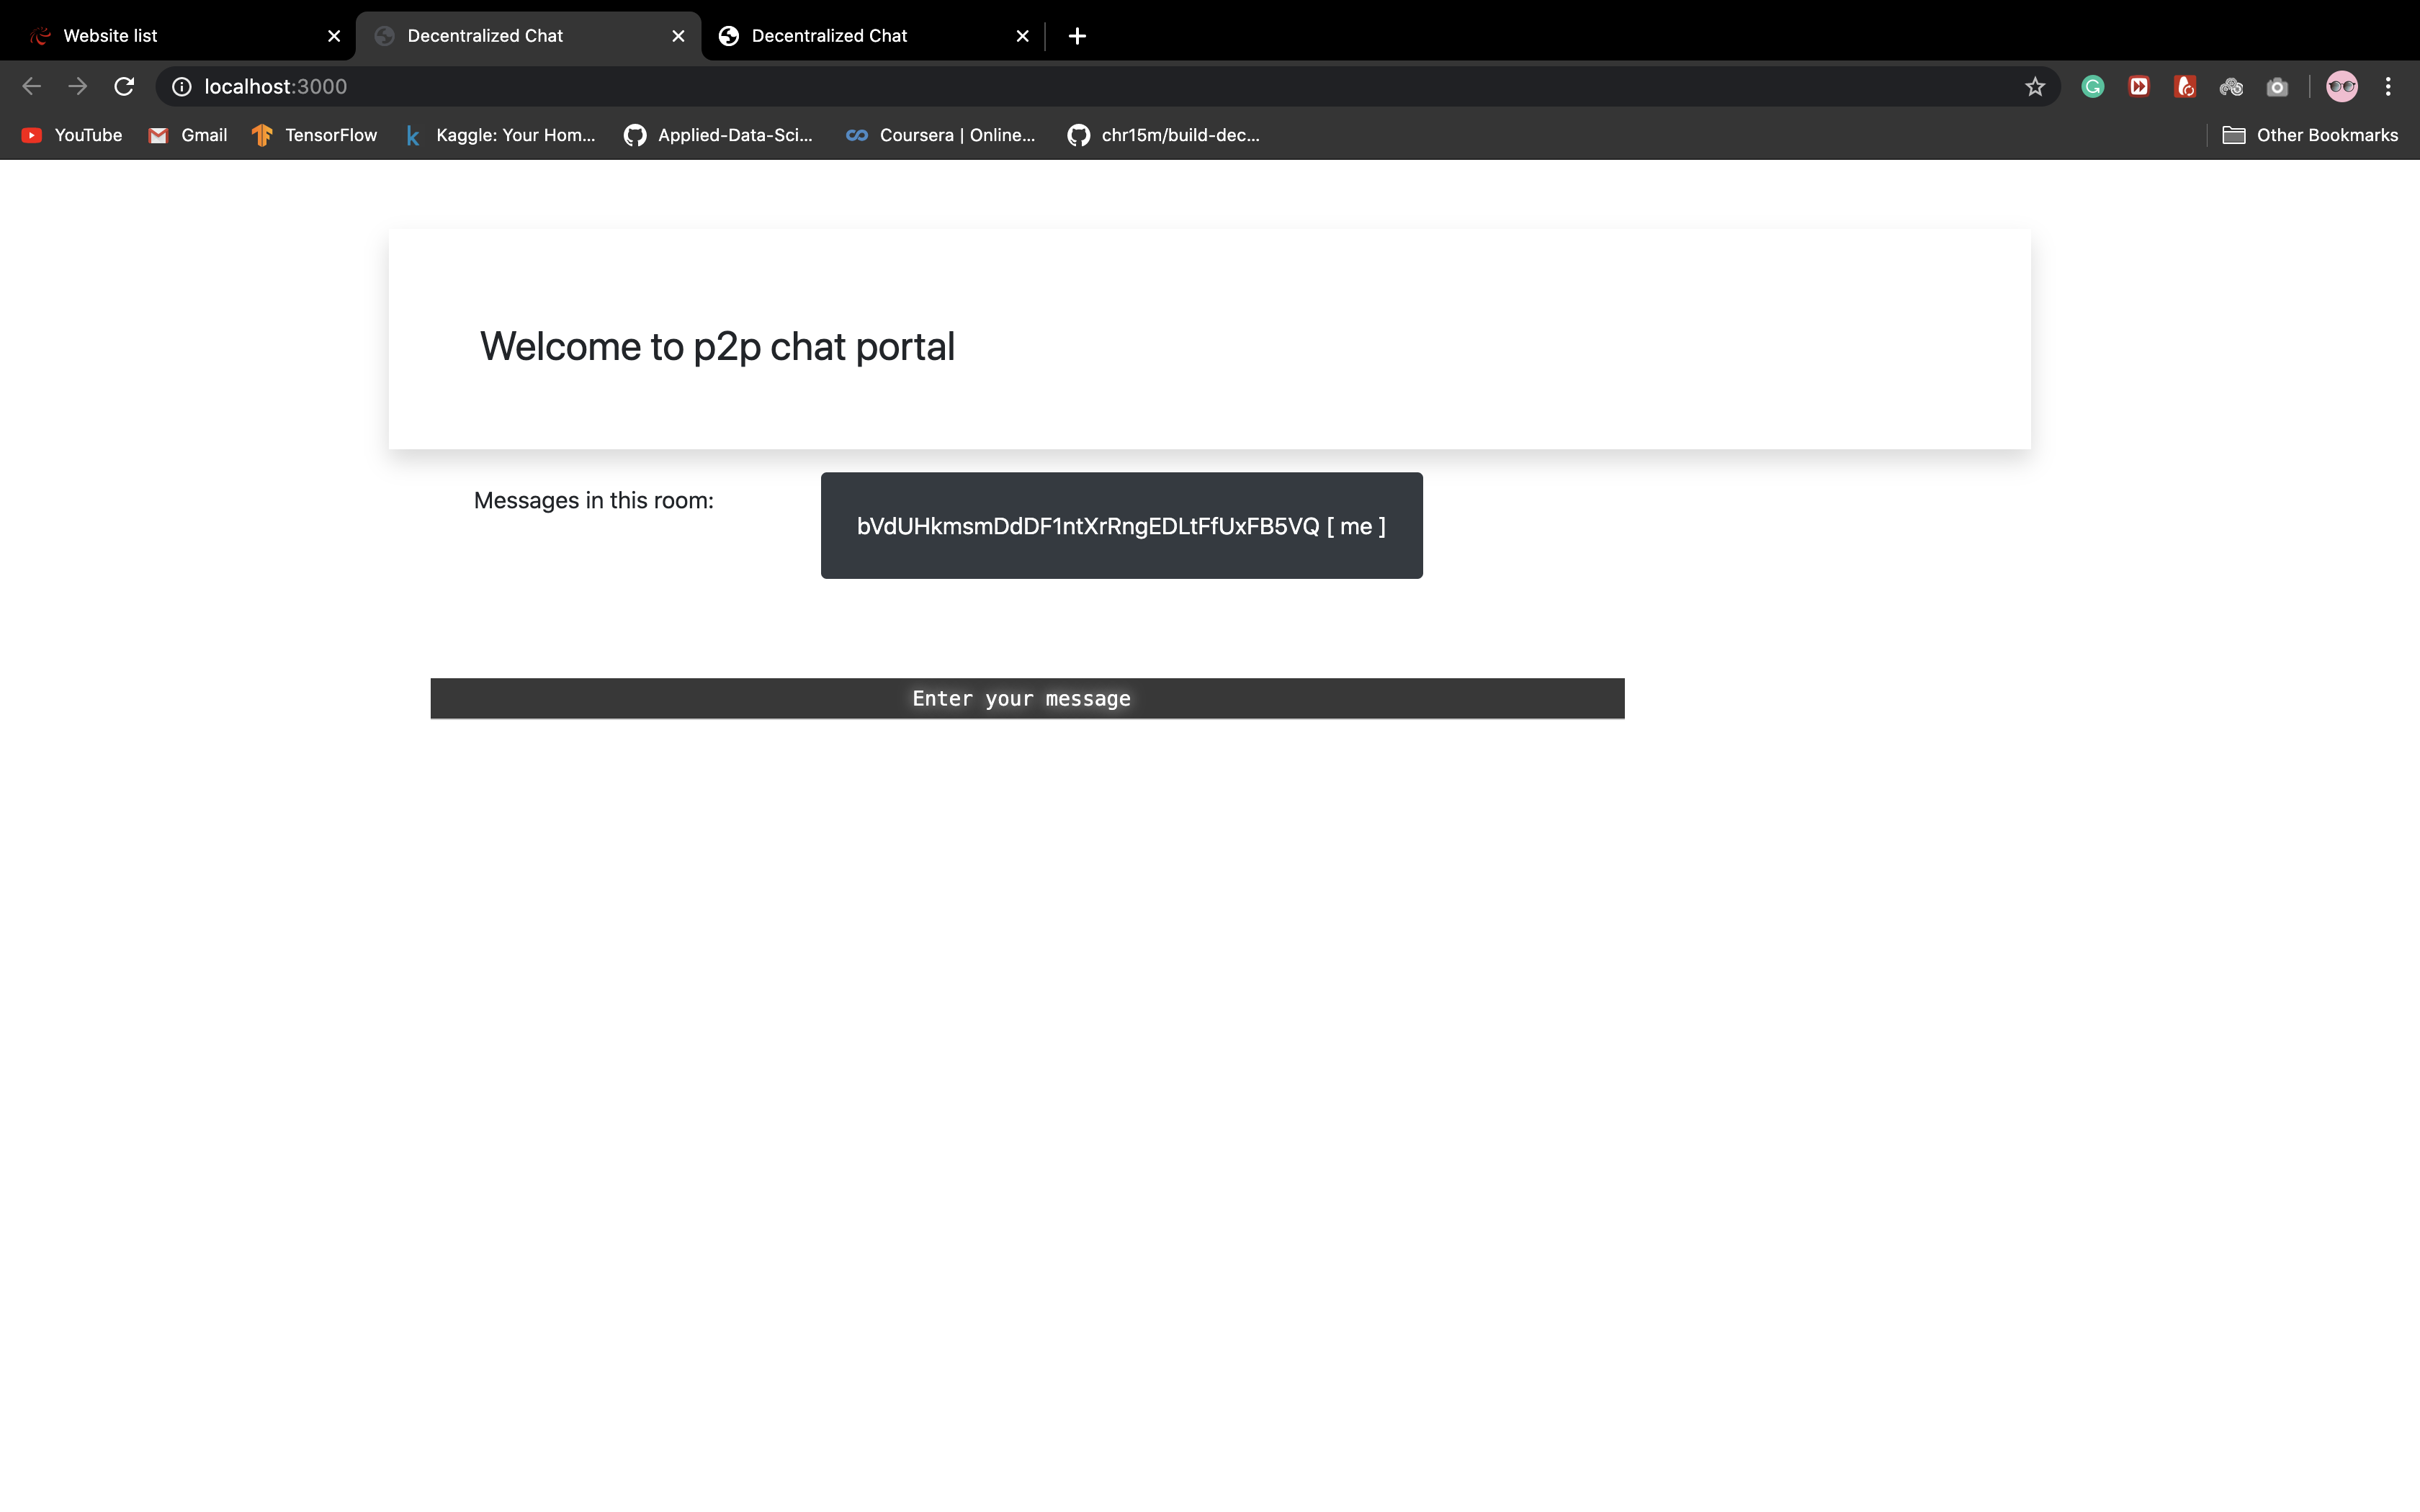 Website list
Decentralized Chat
Decentralized Chat
localhost:3000
YouTube
Gmail
TensorFlow
Kaggle: Your Hom...
Applied-Data-Sci...
Coursera | Online...
chr15m/build-dec...
Other Bookmarks
Welcome to p2p chat portal
Messages in this room:
bVdUHkmsmDdDF1ntXrRngEDLtFfUxFB5VQ [ me ]
Enter your message